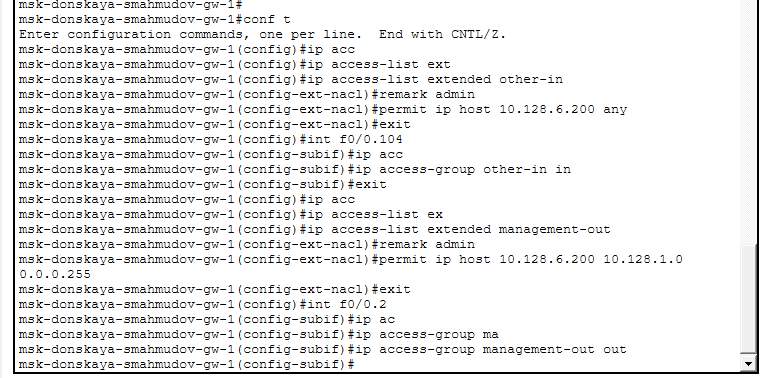 msk-donskaya-smahmudov-gw-1#
msk-donskaya-smahmudov-gw-1#conf t
Enter configuration commands, one per line.  End with CNTL/Z.
msk-donskaya-smahmudov-gw-1(config)#ip acc
msk-donskaya-smahmudov-gw-1(config)#ip access-list ext
msk-donskaya-smahmudov-gw-1(config)#ip access-list extended other-in
msk-donskaya-smahmudov-gw-1(config-ext-nacl)#remark admin
msk-donskaya-smahmudov-gw-1(config-ext-nacl)#permit ip host 10.128.6.200 any
msk-donskaya-smahmudov-gw-1(config-ext-nacl)#exit
msk-donskaya-smahmudov-gw-1(config)#int f0/0.104
msk-donskaya-smahmudov-gw-1(config-subif)#ip acc
msk-donskaya-smahmudov-gw-1(config-subif)#ip access-group other-in in
msk-donskaya-smahmudov-gw-1(config-subif)#exit
msk-donskaya-smahmudov-gw-1(config)#ip acc
msk-donskaya-smahmudov-gw-1(config)#ip access-list ex
msk-donskaya-smahmudov-gw-1(config)#ip access-list extended management-out
msk-donskaya-smahmudov-gw-1(config-ext-nacl)#remark admin
msk-donskaya-smahmudov-gw-1(config-ext-nacl)#permit ip host 10.128.6.200 10.128.1.0
0.0.0.255
msk-donskaya-smahmudov-gw-1(config-ext-nacl)#exit
msk-donskaya-smahmudov-gw-1(config)#int f0/0.2
msk-donskaya-smahmudov-gw-1(config-subif)#ip ac
msk-donskaya-smahmudov-gw-1(config-subif)#ip access-group ma
msk-donskaya-smahmudov-gw-1(config-subif)#ip access-group management-out out
msk-donskaya-smahmudov-gw-1(config-subif)#